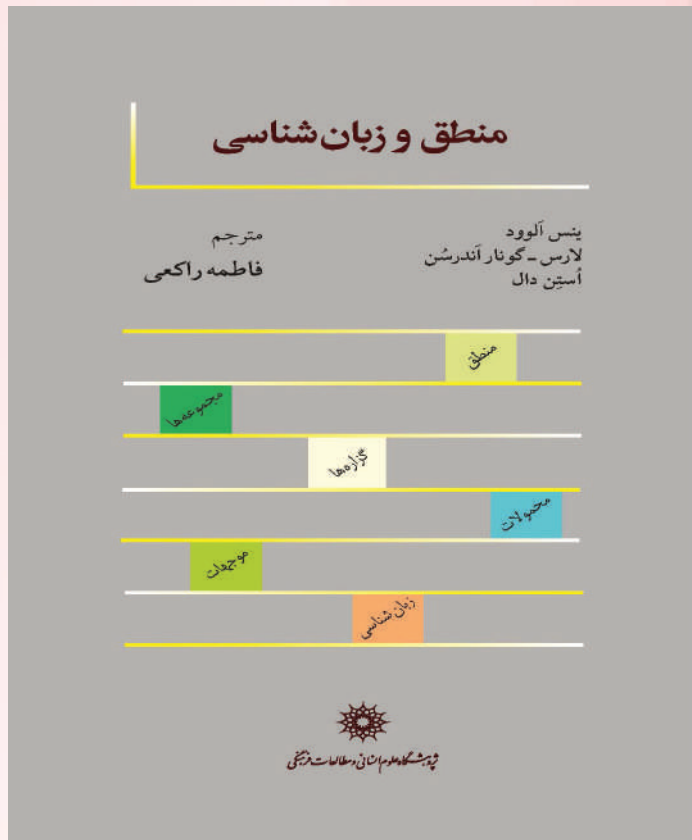 منطق و زبان‌شناسی
ینس آلوود
لارس - گونار آندرسُن
اُستِن دال
مترجم
فاطمه راکعی
منطق
مجموعه‌ها
گزاره‌ها
محمولات
موجهات
زبان‌شناسی
پژوهشگاه علوم انسانی و مطالعات فرهنگی